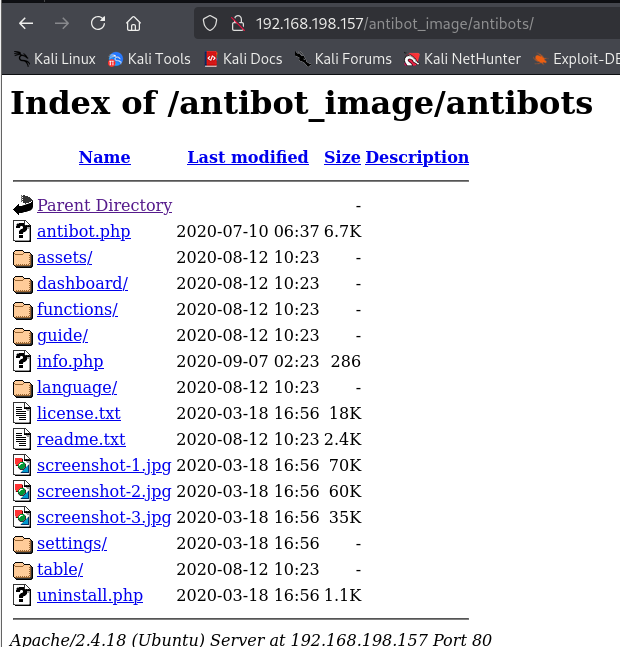 192.168.198.157/antibot_image/antibots/
Kali Linux Kali Tools Kali Docs Kali Forums Kali NetHunter Exploit-DB
Index of /antibot_image/antibots
Name Last modified Size Description
Parent Directory -
antibot.php 2020-07-10 06:37 6.7K
assets/ 2020-08-12 10:23 -
dashboard/ 2020-08-12 10:23 -
functions/ 2020-08-12 10:23 -
guide/ 2020-08-12 10:23 -
info.php 2020-09-07 02:23 286
language/ 2020-08-12 10:23 -
license.txt 2020-03-18 16:56 18K
readme.txt 2020-08-12 10:23 2.4K
screenshot-1.jpg 2020-03-18 16:56 70K
screenshot-2.jpg 2020-03-18 16:56 60K
screenshot-3.jpg 2020-03-18 16:56 35K
settings/ 2020-03-18 16:56 -
table/ 2020-08-12 10:23 -
uninstall.php 2020-03-18 16:56 1.1K
Apache/2.4.18 (Ubuntu) Server at 192.168.198.157 Port 80